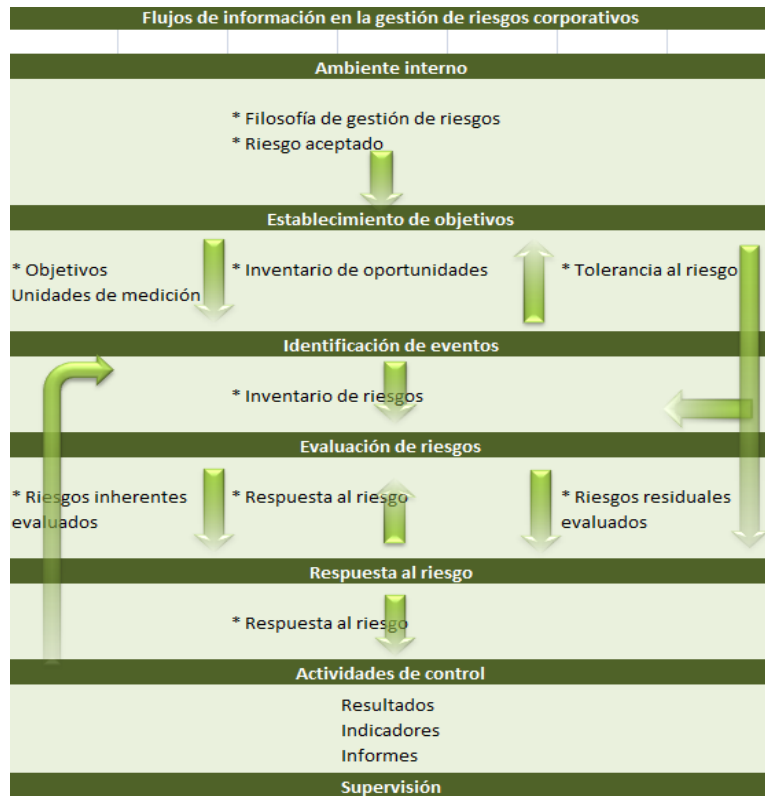 Flujos de información en la gestión de riesgos corporativos
Ambiente interno
* Filosofía de gestión de riesgos
* Riesgo aceptado
Establecimiento de objetivos
* Objetivos
Unidades de medición
* Inventario de oportunidades
* Tolerancia al riesgo
Identificación de eventos
* Inventario de riesgos
Evaluación de riesgos
* Riesgos inherentes
evaluados
* Respuesta al riesgo
* Riesgos residuales
evaluados
Respuesta al riesgo
* Respuesta al riesgo
Actividades de control
Resultados
Indicadores
Informes
Supervisión